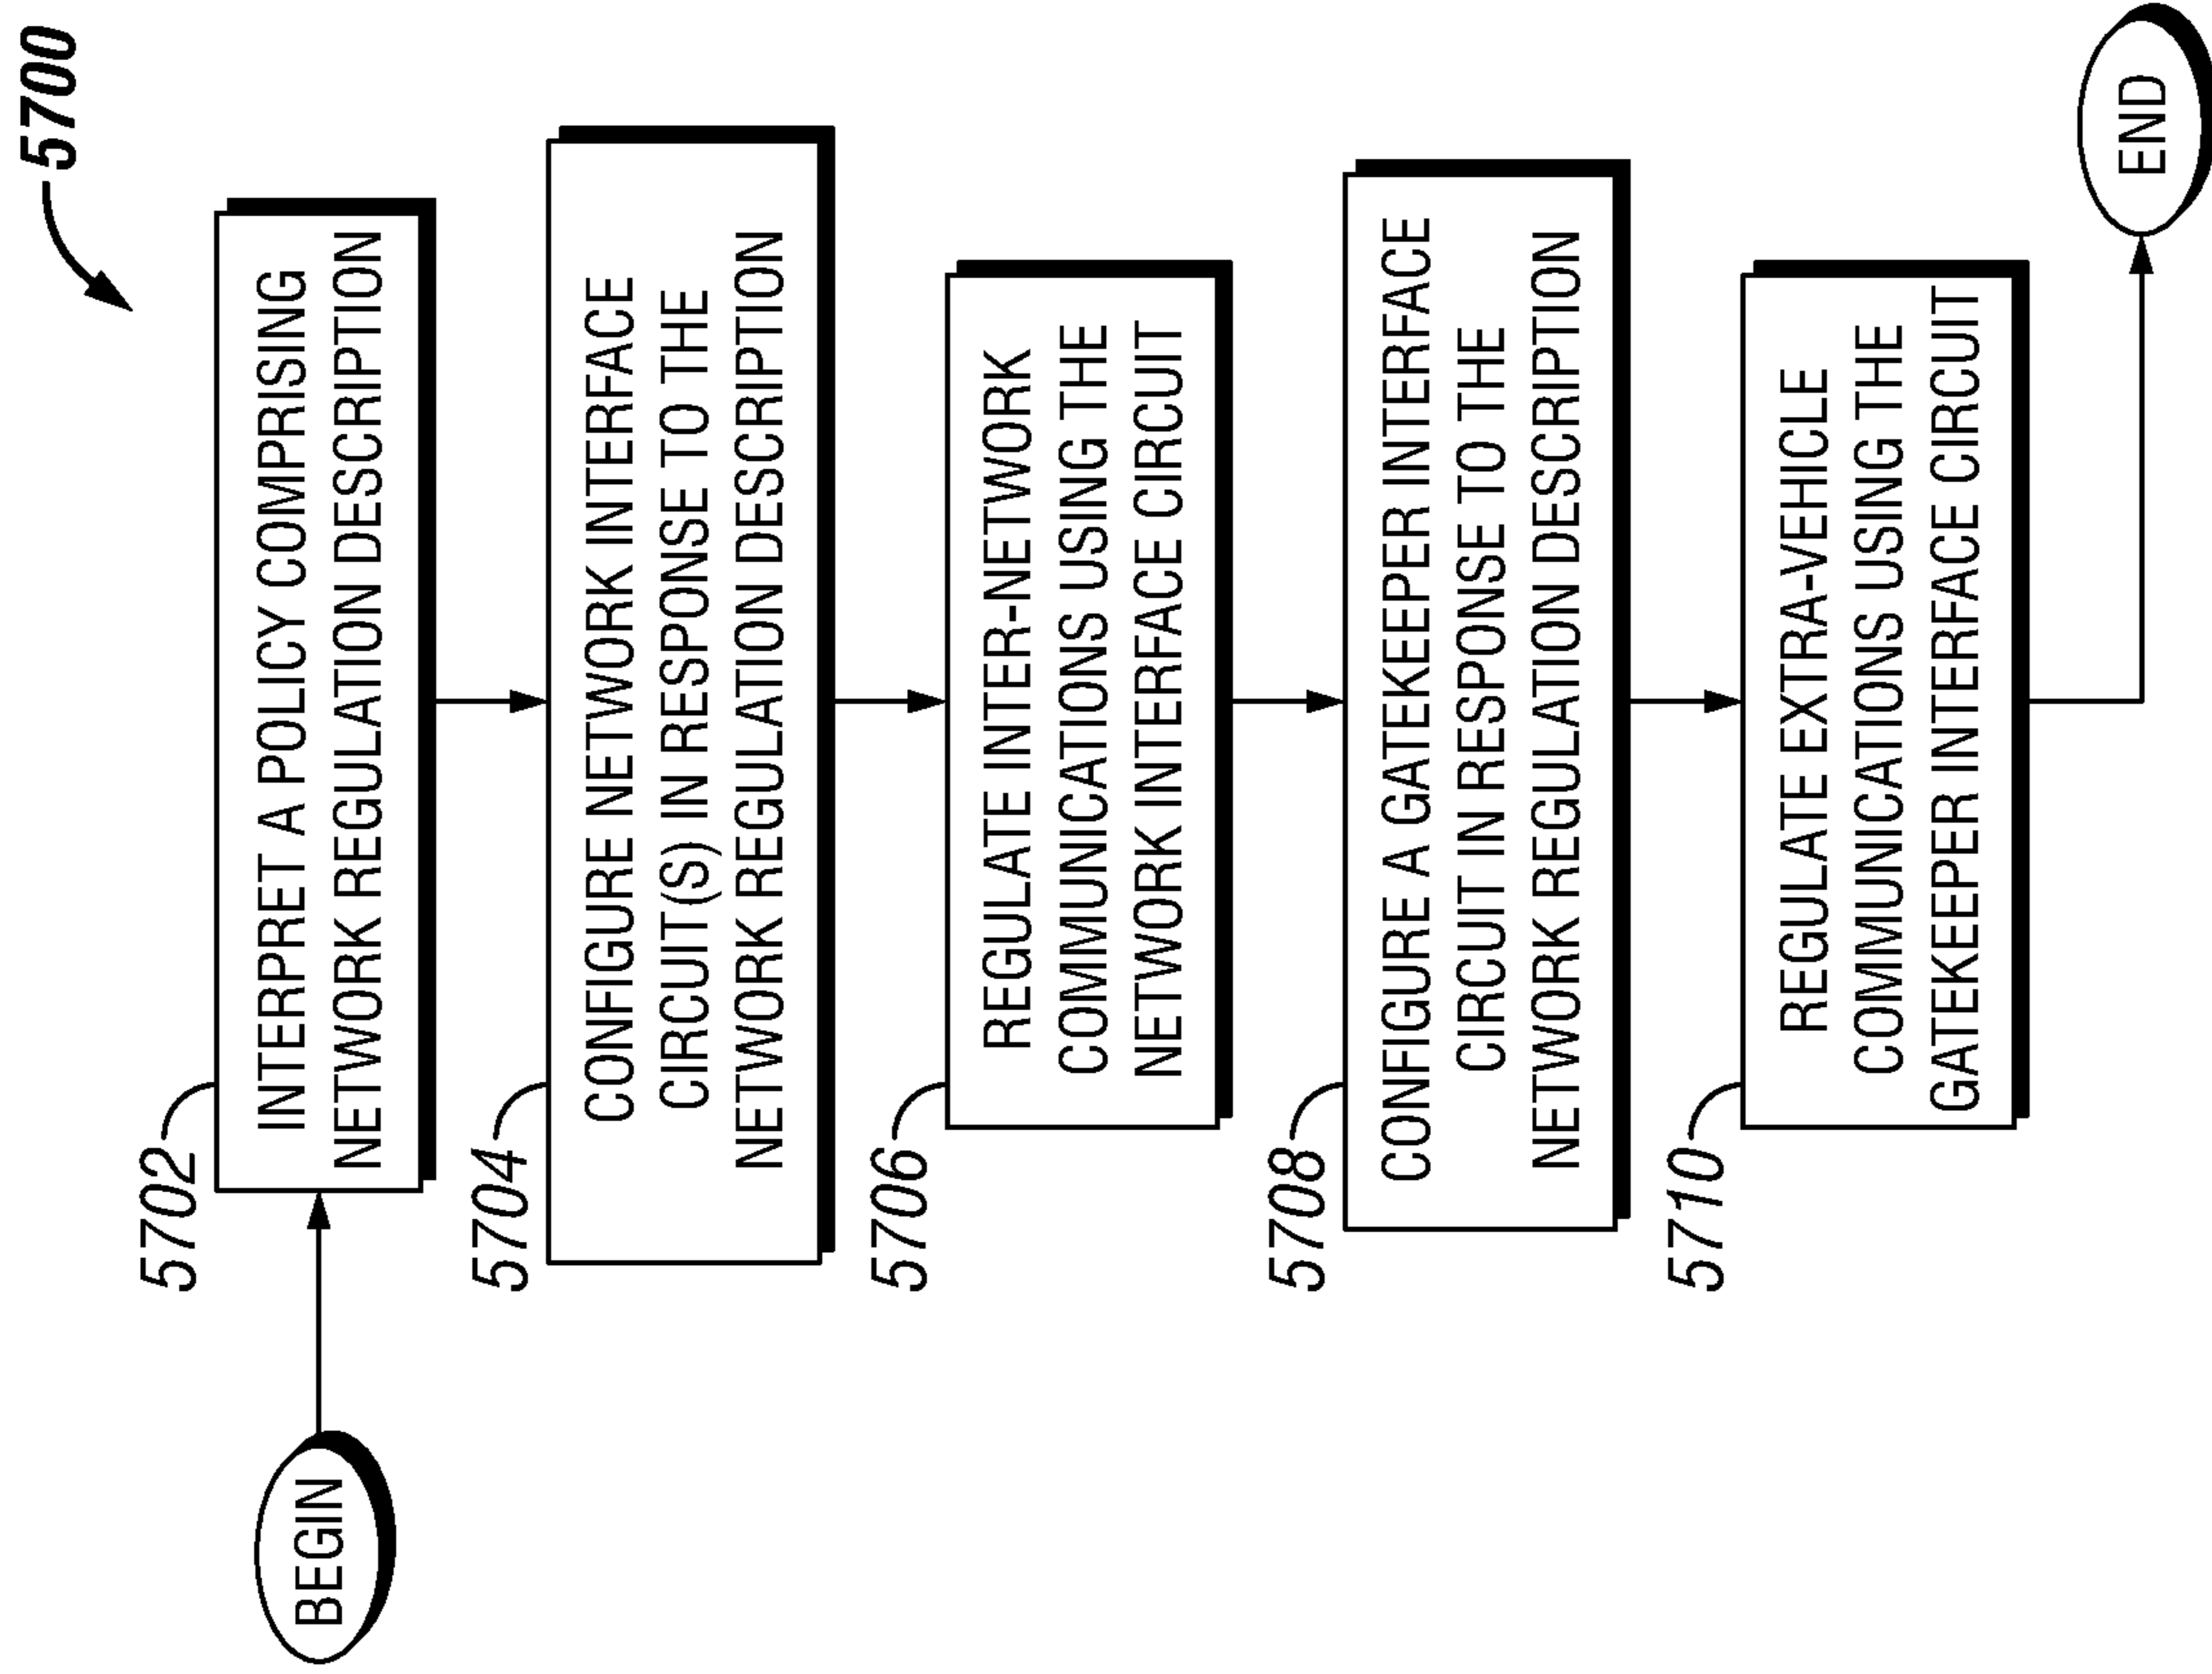 5700
BEGIN
5702
INTERPRET A POLICY COMPRISING
NETWORK REGULATION DESCRIPTION
5704
CONFIGURE NETWORK INTERFACE
CIRCUIT(S) IN RESPONSE TO THE
NETWORK REGULATION DESCRIPTION
5706
REGULATE INTER-NETWORK
COMMUNICATIONS USING THE
NETWORK INTERFACE CIRCUIT
5708
CONFIGURE A GATEKEEPER INTERFACE
CIRCUIT IN RESPONSE TO THE
NETWORK REGULATION DESCRIPTION
5710
REGULATE EXTRA-VEHICLE
COMMUNICATIONS USING THE
GATEKEEPER INTERFACE CIRCUIT
END